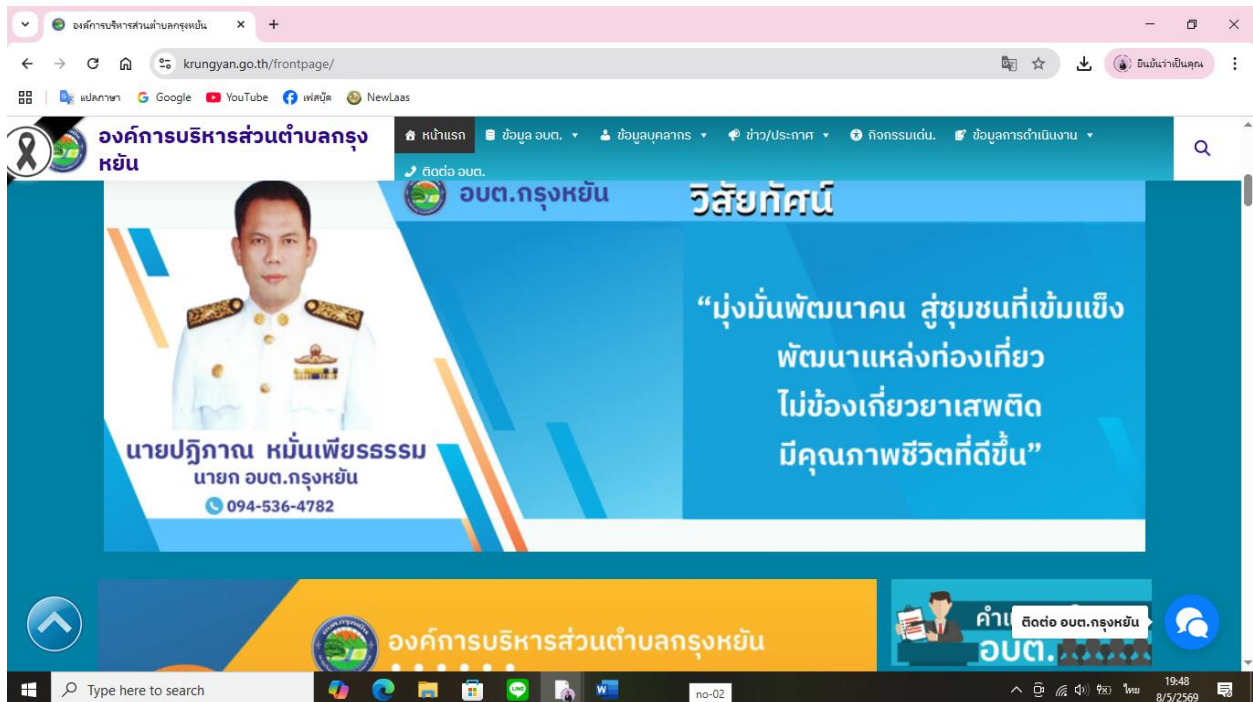 องค์การบริหารส่วนตำบลกรุงหยัน
krungyan.go.th/frontpage/
ยืนยันว่าเป็นคุณ
แปลภาษา Google YouTube เฟสบุ๊ค NewLaas
องค์การบริหารส่วนตำบลกรุง
หยัน
หน้าแรก ข้อมูล อบต. ข้อมูลบุคลากร ข่าว/ประกาศ กิจกรรมเด่น. ข้อมูลการดำเนินงาน
ติดต่อ อบต.
อบต.กรุงหยัน
วิสัยทัศน์
“มุ่งมั่นพัฒนาคน สู่ชุมชนที่เข้มแข็ง
พัฒนาแหล่งท่องเที่ยว
ไม่ข้องเกี่ยวยาเสพติด
มีคุณภาพชีวิตที่ดีขึ้น”
นายปฏิภาณ หมั่นเพียรธรรม
นายก อบต.กรุงหยัน
094-536-4782
องค์การบริหารส่วนตำบลกรุงหยัน
อบต.
ติดต่อ อบต.กรุงหยัน
Type here to search
no-02
ไทย
19:48
8/5/2569